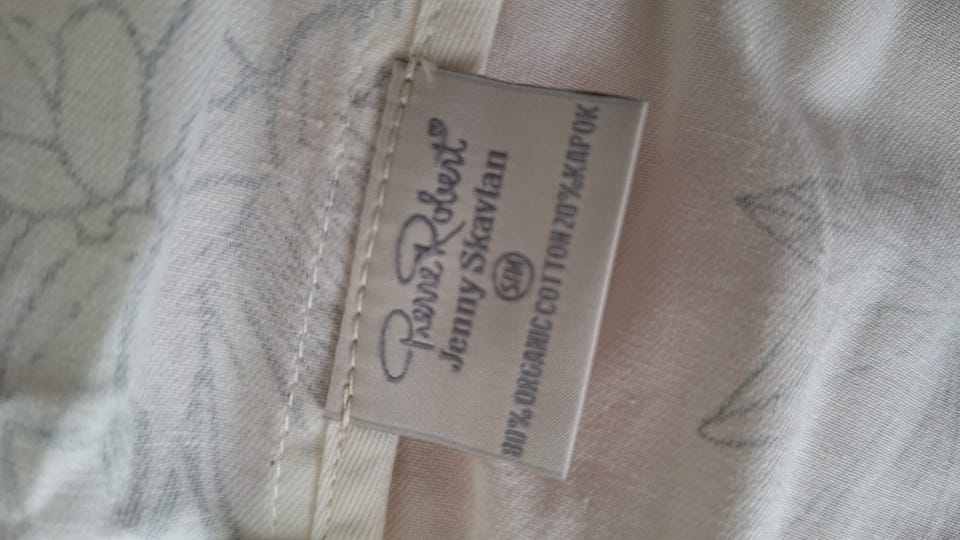 Pierre Robert
Jenny Skavlan
S/M
80% ORGANIC COTTON 20% KAPOK